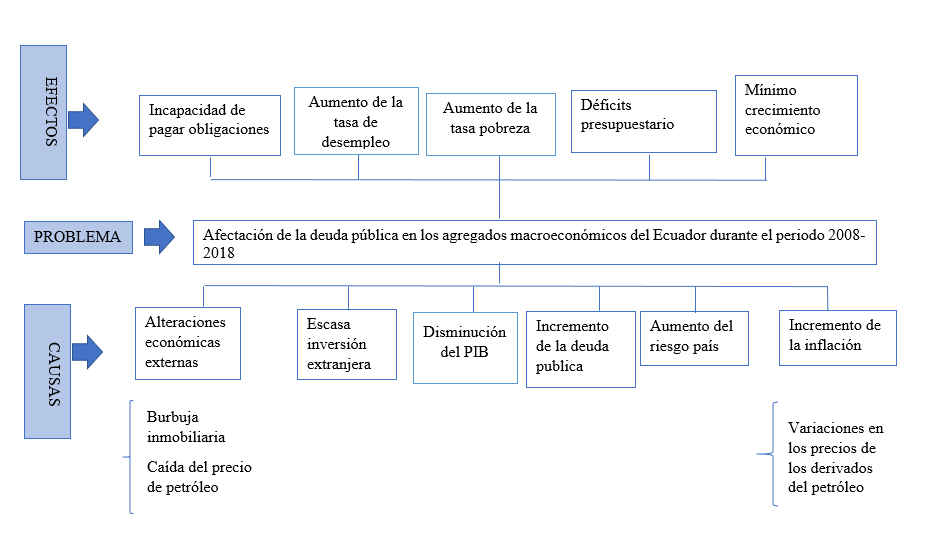 EFECTOS
Incapacidad de
pagar obligaciones
Aumento de la
tasa de
desempleo
Aumento de la
tasa pobreza
Déficits
presupuestario
Mínimo
crecimiento
económico
PROBLEMA
Afectación de la deuda pública en los agregados macroeconómicos del Ecuador durante el periodo 2008-
2018
CAUSAS
Alteraciones
económicas
externas
Escasa
inversión
extranjera
Disminución
del PIB
Incremento
de la deuda
publica
Aumento del
riesgo país
Incremento de
la inflación
Burbuja
inmobiliaria
Caída del precio
de petróleo
Variaciones en
los precios de
los derivados
del petróleo